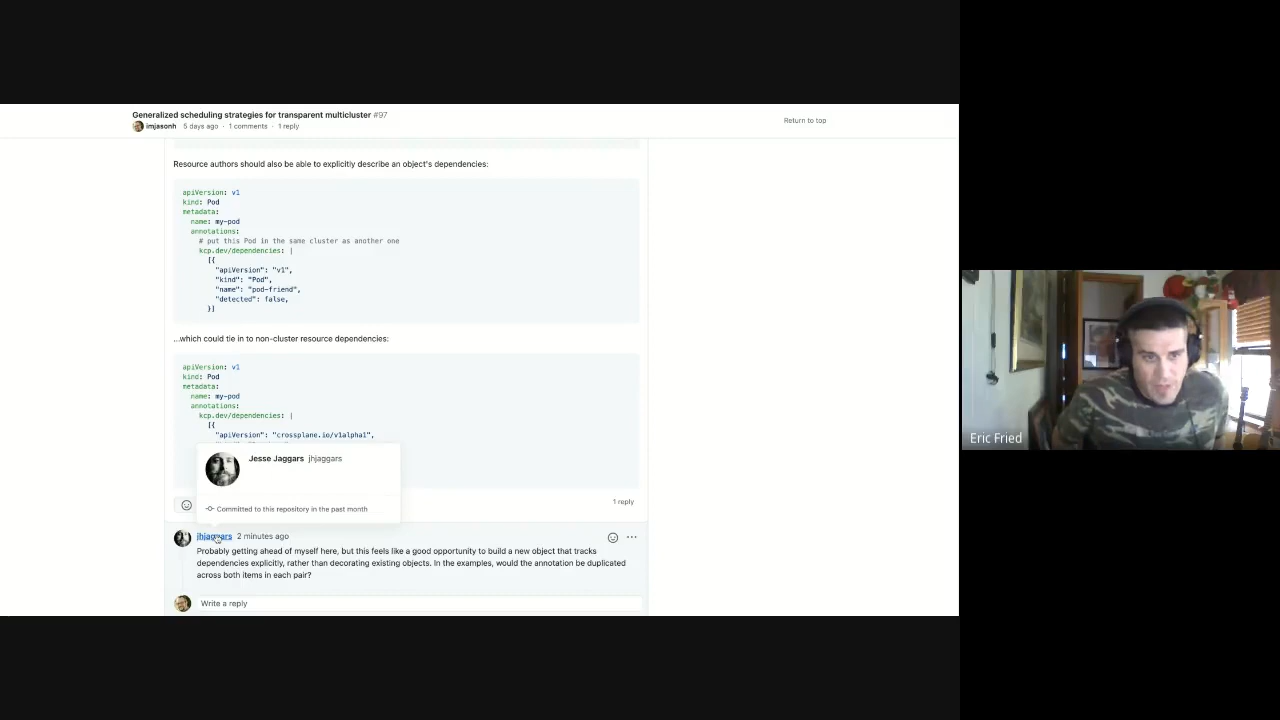 Generalized scheduling strategies for transparent multicluster #97
imjasonh 5 days ago · 1 comments · 1 reply
Return to top
Resource authors should also be able to explicitly describe an object's dependencies:
apiVersion: v1
kind: Pod
metadata:
name: my-pod
annotations:
# put this Pod in the same cluster as another one
kcp.dev/dependencies: |
[{
"apiVersion": "v1",
"kind": "Pod",
"name": "pod-friend",
"detected": false,
}]
...which could tie in to non-cluster resource dependencies:
apiVersion: v1
kind: Pod
metadata:
name: my-pod
annotations:
kcp.dev/dependencies: |
[{
"apiVersion": "crossplane.io/v1alpha1",
Jesse Jaggars jhjaggars
Committed to this repository in the past month
1 reply
jhjaggars 2 minutes ago
Probably getting ahead of myself here, but this feels like a good opportunity to build a new object that tracks
dependencies explicitly, rather than decorating existing objects. In the examples, would the annotation be duplicated
across both items in each pair?
Write a reply
Eric Fried